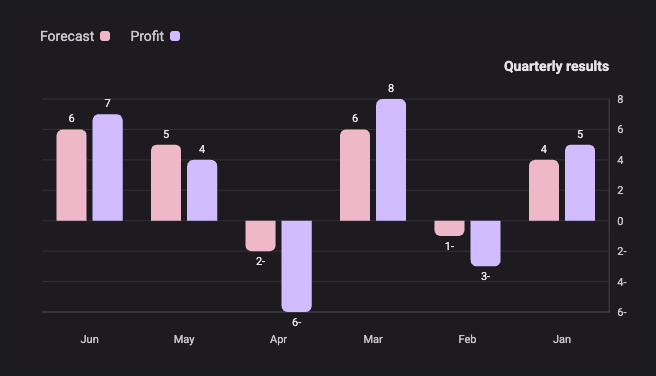 Forecast Profit
Quarterly results
8
6
4
2
0
2-
4-
6-
6 7 5 4 2- 6- 6 8 1- 3- 4 5
Jun May Apr Mar Feb Jan